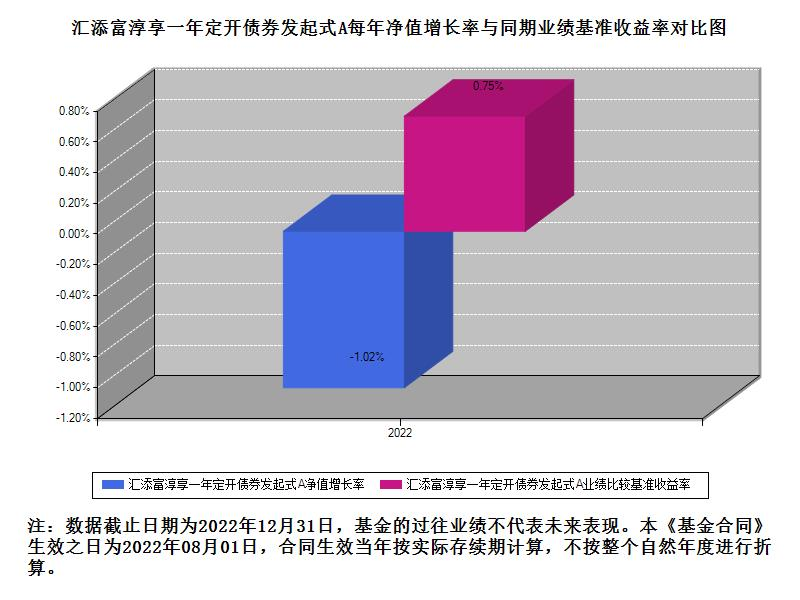 汇添富淳享一年定开债券发起式A每年净值增长率与同期业绩基准收益率对比图
0.80%
0.60%
0.40%
0.20%
0.00%
-0.20%
-0.40%
-0.60%
-0.80%
-1.00%
-1.20%
0.75%
-1.02%
2022
汇添富淳享一年定开债券发起式A净值增长率
汇添富淳享一年定开债券发起式A业绩比较基准收益率
注：数据截止日期为2022年12月31日，基金的过往业绩不代表未来表现。本《基金合同》
生效之日为2022年08月01日，合同生效当年按实际存续期计算，不按整个自然年度进行折
算。